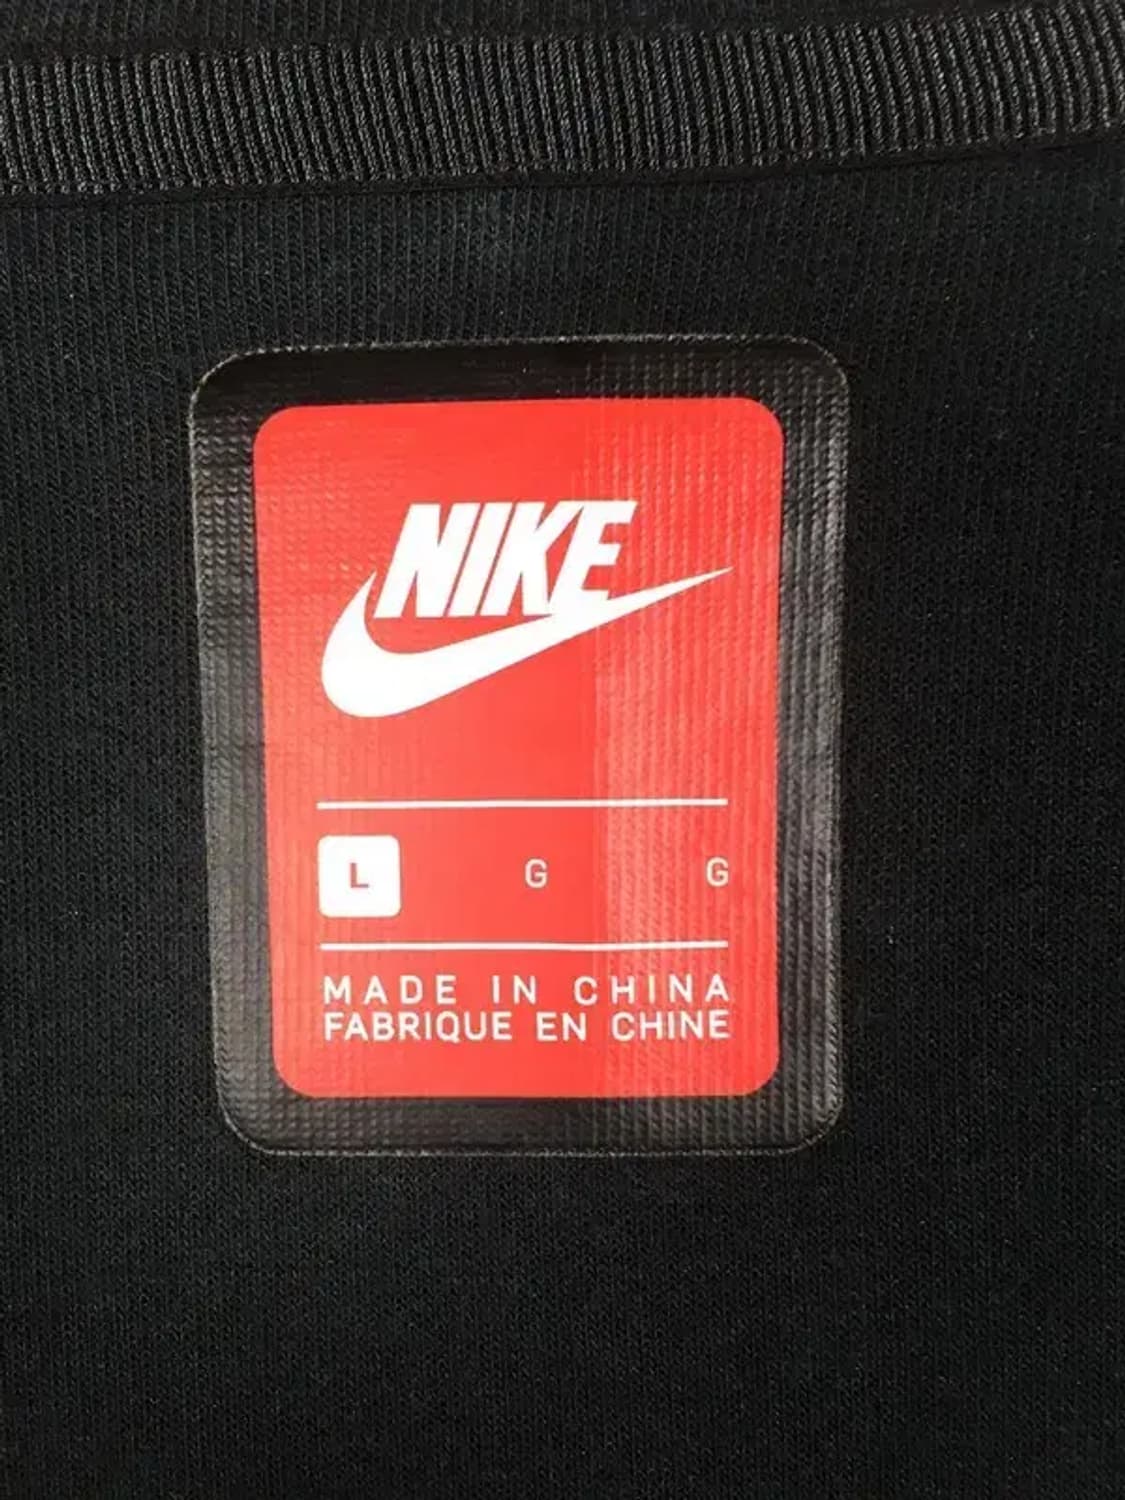 NIKE
L G G
MADE IN CHINA
FABRIQUE EN CHINE